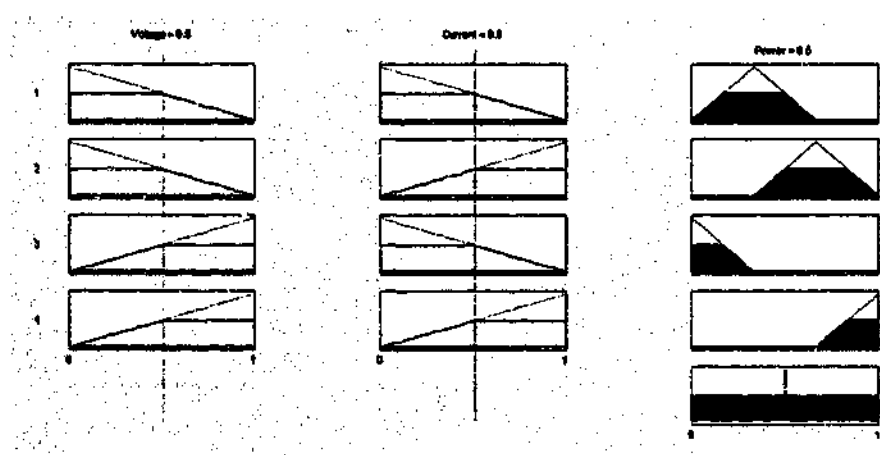 Voltage = 0.5
Current = 0.5
Power = 0.5
1
2
3
4
0 1
0 1
0 1